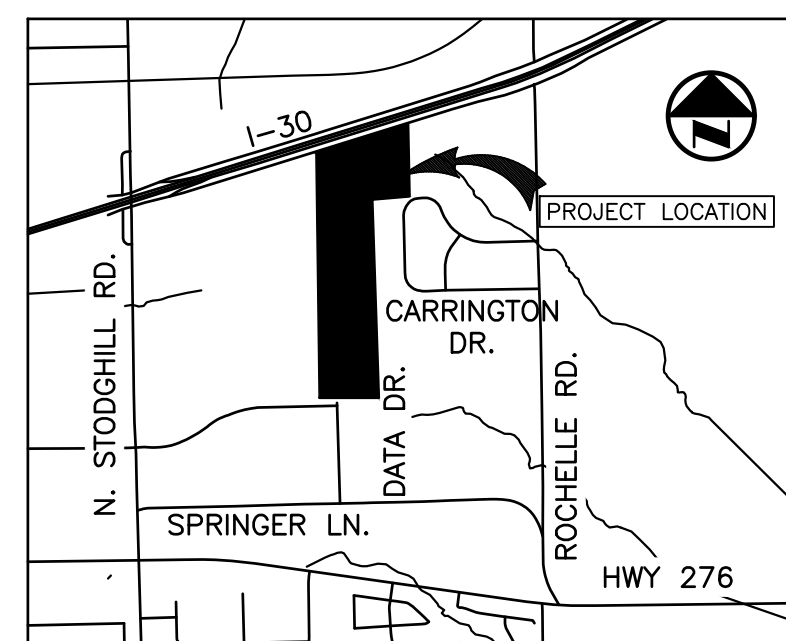 I-30
PROJECT LOCATION
N. STODGHILL RD.
CARRINGTON
DR.
DATA DR.
ROCHELLE RD.
SPRINGER LN.
HWY 276
N